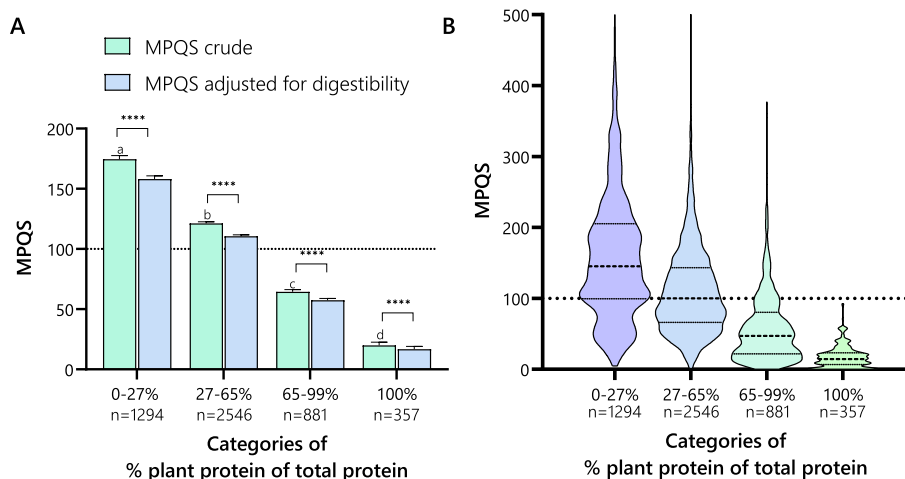 A
MPQS crude
MPQS adjusted for digestibility
MPQS
200
150
100
50
0
****
a
****
b
****
c
****
d
0-27%
n=1294
27-65%
n=2546
65-99%
n=881
100%
n=357
Categories of
% plant protein of total protein
B
MPQS
500
400
300
200
100
0
0-27%
n=1294
27-65%
n=2546
65-99%
n=881
100%
n=357
Categories of
% plant protein of total protein